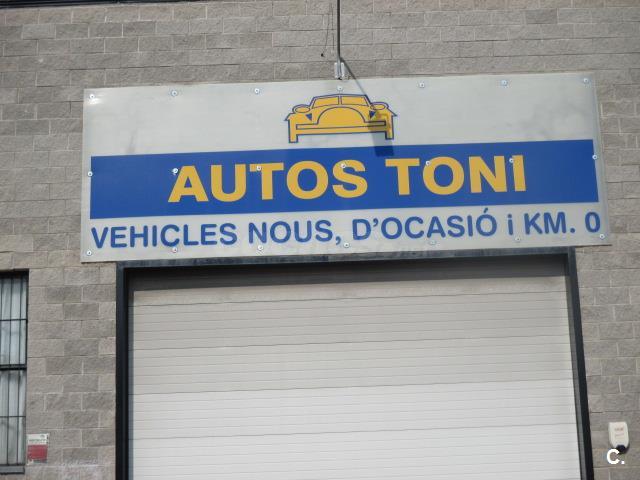 AUTOS TONI
VEHICLES NOUS, D'OCASIÓ i KM. 0
C.